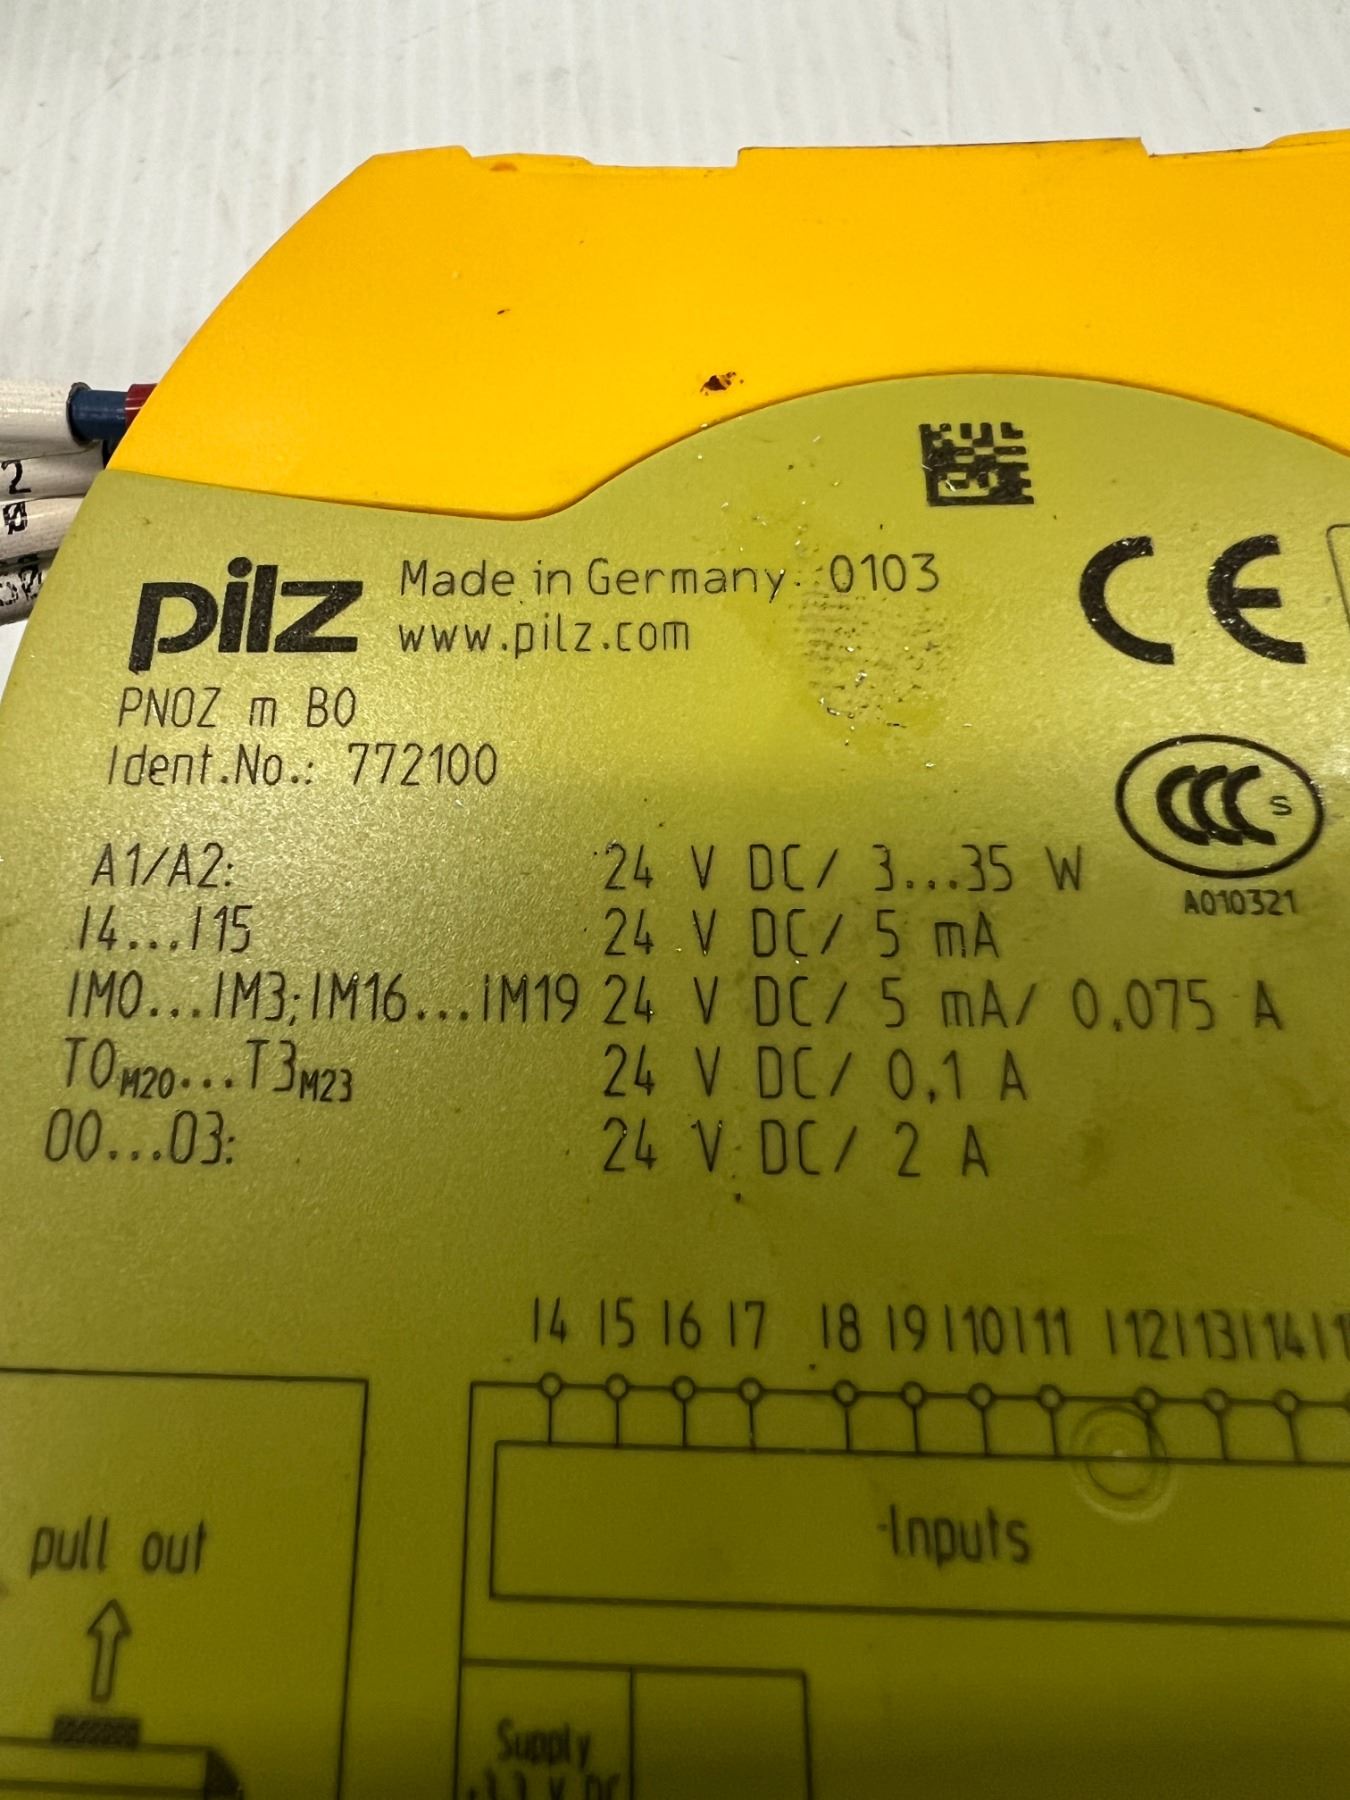 pilz Made in Germany 0103
www.pilz.com
CE
PNOZ m B0
Ident.No.: 772100
CCC S
A010321
A1/A2: 24 V DC/ 3...35 W
I4...I15 24 V DC/ 5 mA
IM0...IM3;IM16...IM19 24 V DC/ 5 mA/ 0.075 A
T0M20...T3M23 24 V DC/ 0,1 A
O0...O3: 24 V DC/ 2 A
I4 I5 I6 I7 I8 I9 I10 I11 I12 I13 I14
Inputs
pull out
Supply
2